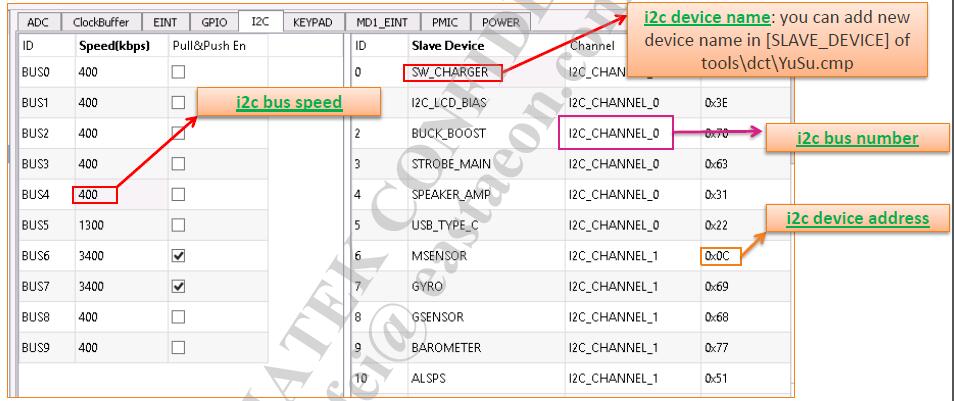 ADC ClockBuffer EINT GPIO I2C KEYPAD MD1_EINT PMIC POWER
i2c device name: you can add new
device name in [SLAVE_DEVICE] of
tools\dct\YuSu.cmp
ID Speed(kbps) Pull&Push En ID Slave Device Channel
BUS0 400 0 SW_CHARGER I2C_CHANN
BUS1 400 I2C_LCD_BIAS I2C_CHANNEL_0 0x3E
i2c bus speed
BUS2 400 2 BUCK_BOOST I2C_CHANNEL_0 0x70
i2c bus number
BUS3 400 3 STROBE_MAIN I2C_CHANNEL_0 0x63
BUS4 400 4 SPEAKER_AMP I2C_CHANNEL_0 0x31
BUS5 1300 5 USB_TYPE_C I2C_CHANNEL_0 0x22
i2c device address
BUS6 3400 6 MSENSOR I2C_CHANNEL_1 0x0C
BUS7 3400 7 GYRO I2C_CHANNEL_1 0x69
BUS8 400 8 GSENSOR I2C_CHANNEL_1 0x68
BUS9 400 9 BAROMETER I2C_CHANNEL_1 0x77
10 ALSPS I2C_CHANNEL_1 0x51